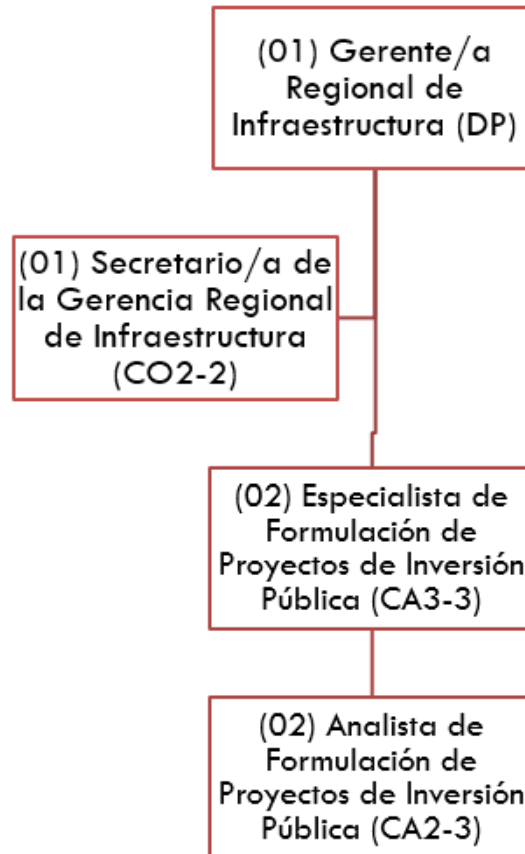 (01) Gerente/a
Regional de
Infraestructura (DP)
(01) Secretario/a de
la Gerencia Regional
de Infraestructura
(CO2-2)
(02) Especialista de
Formulación de
Proyectos de Inversión
Pública (CA3-3)
(02) Analista de
Formulación de
Proyectos de Inversión
Pública (CA2-3)